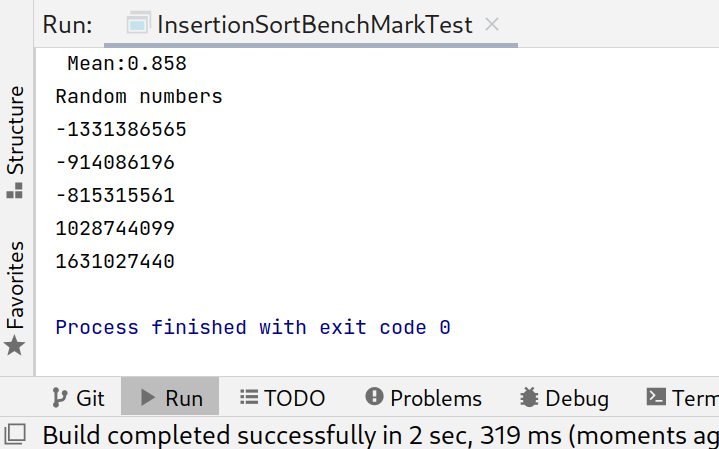 Run: InsertionSortBenchMarkTest
Mean:0.858
Random numbers
-1331386565
-914086196
-815315561
1028744099
1631027440
Process finished with exit code 0
Structure
Favorites
Git Run TODO Problems Debug Term
Build completed successfully in 2 sec, 319 ms (moments ag